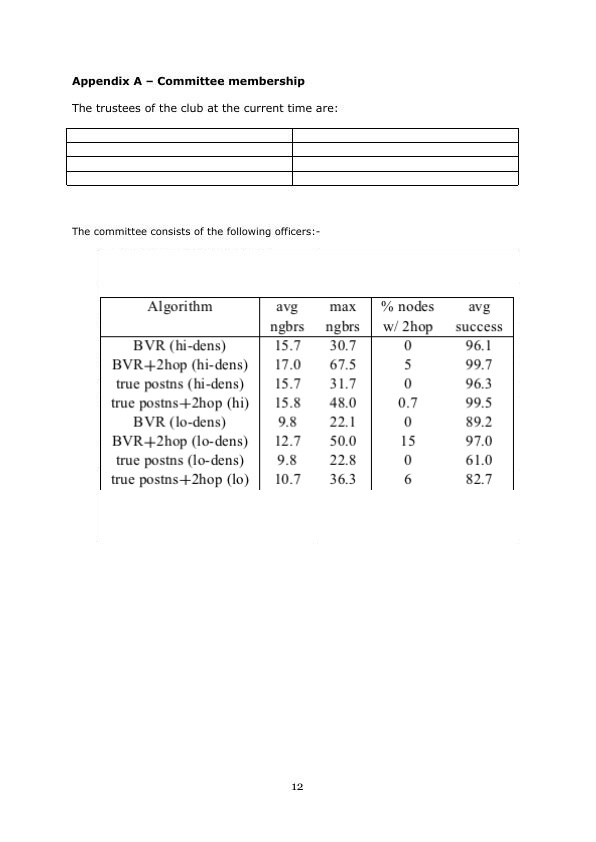 Appendix A – Committee membership
The trustees of the club at the current time are:
The committee consists of the following officers:-
Algorithm avg max % nodes avg
ngbrs ngbrs w/ 2hop success
BVR (hi-dens) 15.7 30.7 0 96.1
BVR+2hop (hi-dens) 17.0 67.5 5 99.7
true postns (hi-dens) 15.7 31.7 0 96.3
true postns+2hop (hi) 15.8 48.0 0.7 99.5
BVR (lo-dens) 9.8 22.1 0 89.2
BVR+2hop (lo-dens) 12.7 50.0 15 97.0
true postns (lo-dens) 9.8 22.8 0 61.0
true postns+2hop (lo) 10.7 36.3 6 82.7
12